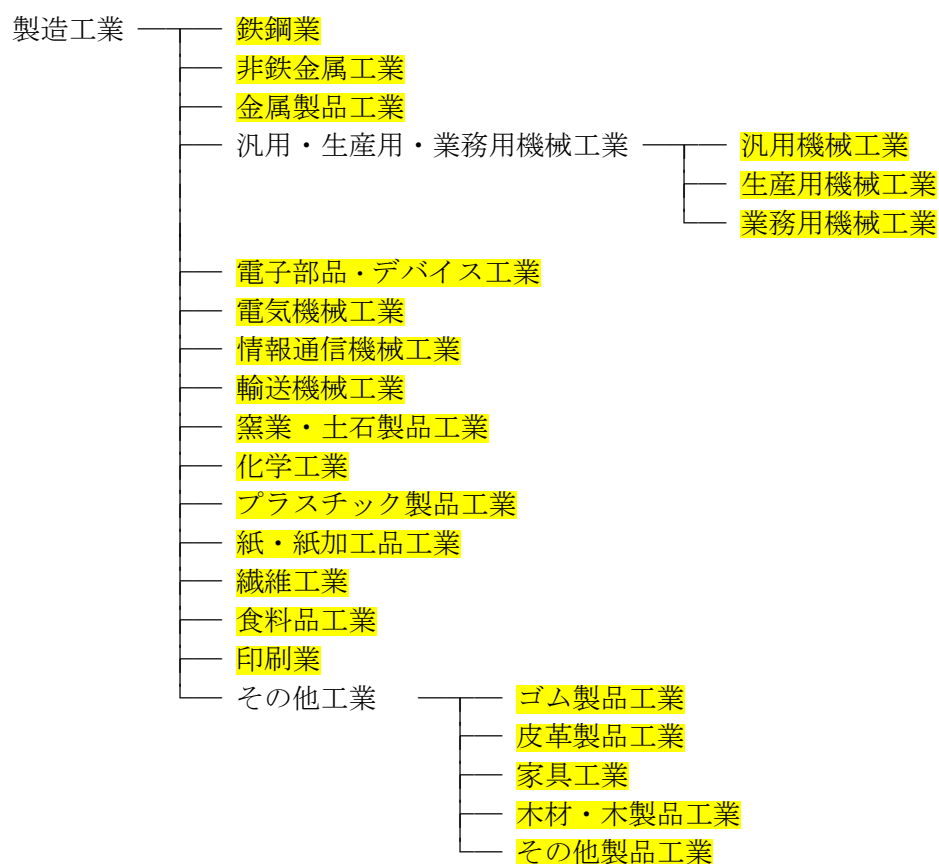 製造工業 鉄鋼業
非鉄金属工業
金属製品工業
汎用・生産用・業務用機械工業 汎用機械工業
生産用機械工業
業務用機械工業
電子部品・デバイス工業
電気機械工業
情報通信機械工業
輸送機械工業
窯業・土石製品工業
化学工業
プラスチック製品工業
紙・紙加工品工業
繊維工業
食料品工業
印刷業
その他工業 ゴム製品工業
皮革製品工業
家具工業
木材・木製品工業
その他製品工業